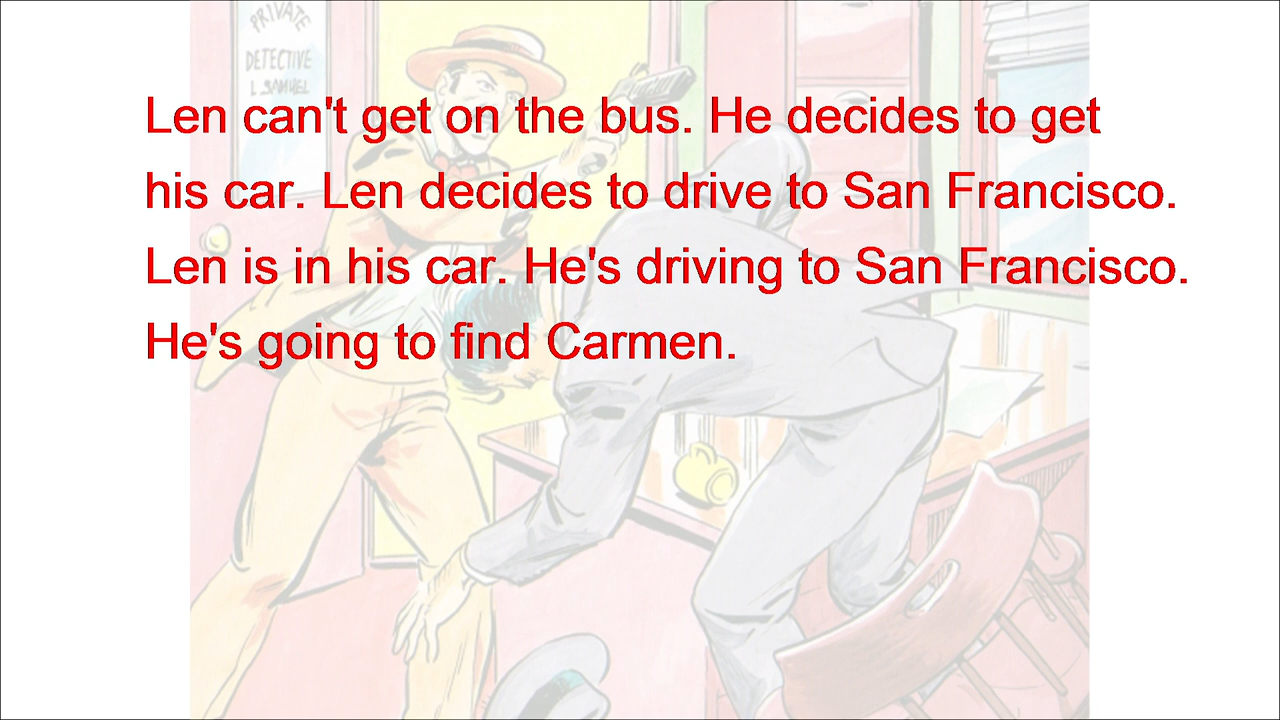 PRIVATE
DETECTIVE
L. SAMUEL
Len can't get on the bus. He decides to get
his car. Len decides to drive to San Francisco.
Len is in his car. He's driving to San Francisco.
He's going to find Carmen.